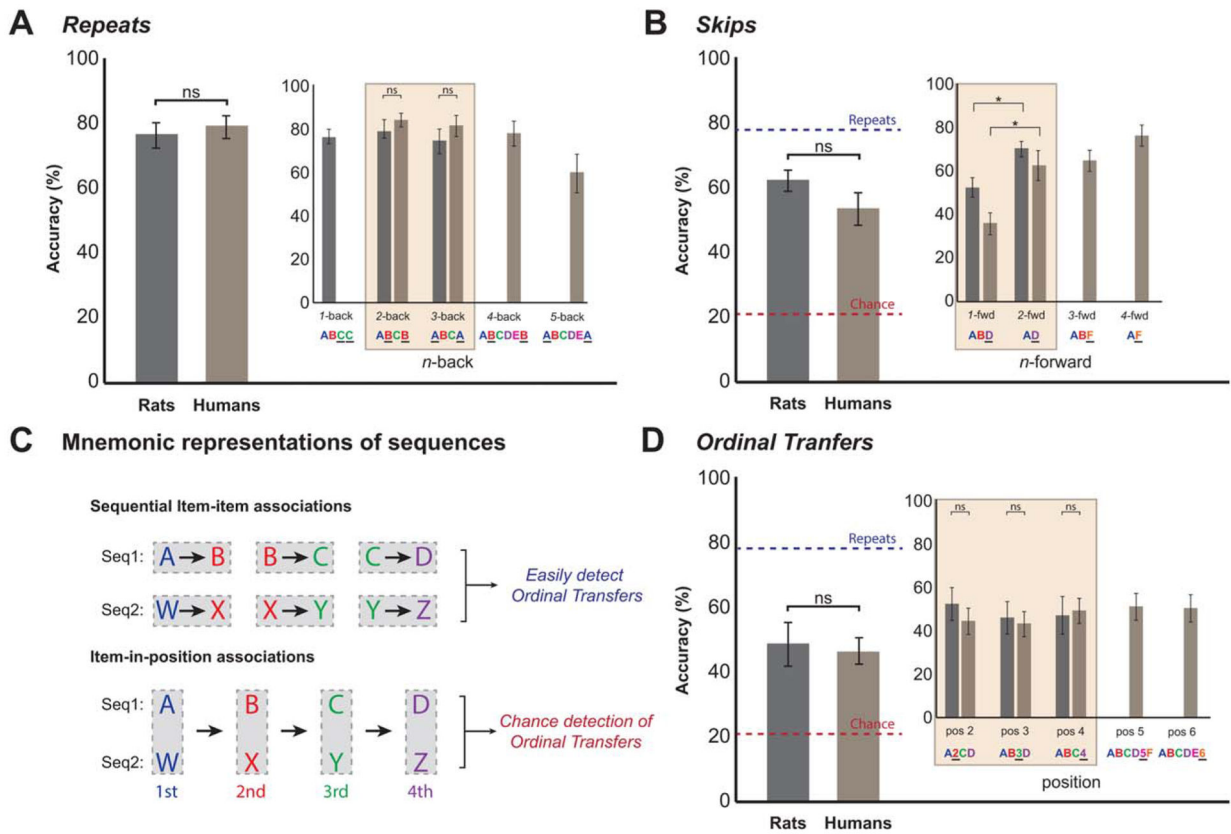 A Repeats
100
80
60
40
20
0
Accuracy (%)
ns
Rats Humans
100
80
60
40
20
0
ns ns
1-back 2-back 3-back 4-back 5-back
ABCC ABCB ABCA ABCDEB ABCDEA
n-back
B Skips
100
80
60
40
20
0
Accuracy (%)
Repeats
ns
Chance
Rats Humans
100
80
60
40
20
0
* *
1-fwd 2-fwd 3-fwd 4-fwd
ABD AD ABF AF
n-forward
C Mnemonic representations of sequences
Sequential Item-item associations
Seq1: A B B C C D
Seq2: W X X Y Y Z
Easily detect
Ordinal Transfers
Item-in-position associations
Seq1: A B C D
Seq2: W X Y Z
1st 2nd 3rd 4th
Chance detection of
Ordinal Transfers
D Ordinal Tranfers
100
80
60
40
20
0
Accuracy (%)
Repeats
ns
Chance
Rats Humans
100
80
60
40
20
0
ns ns ns
pos 2 pos 3 pos 4 pos 5 pos 6
A2CD AB3D ABC4 ABCD5F ABCDE6
position